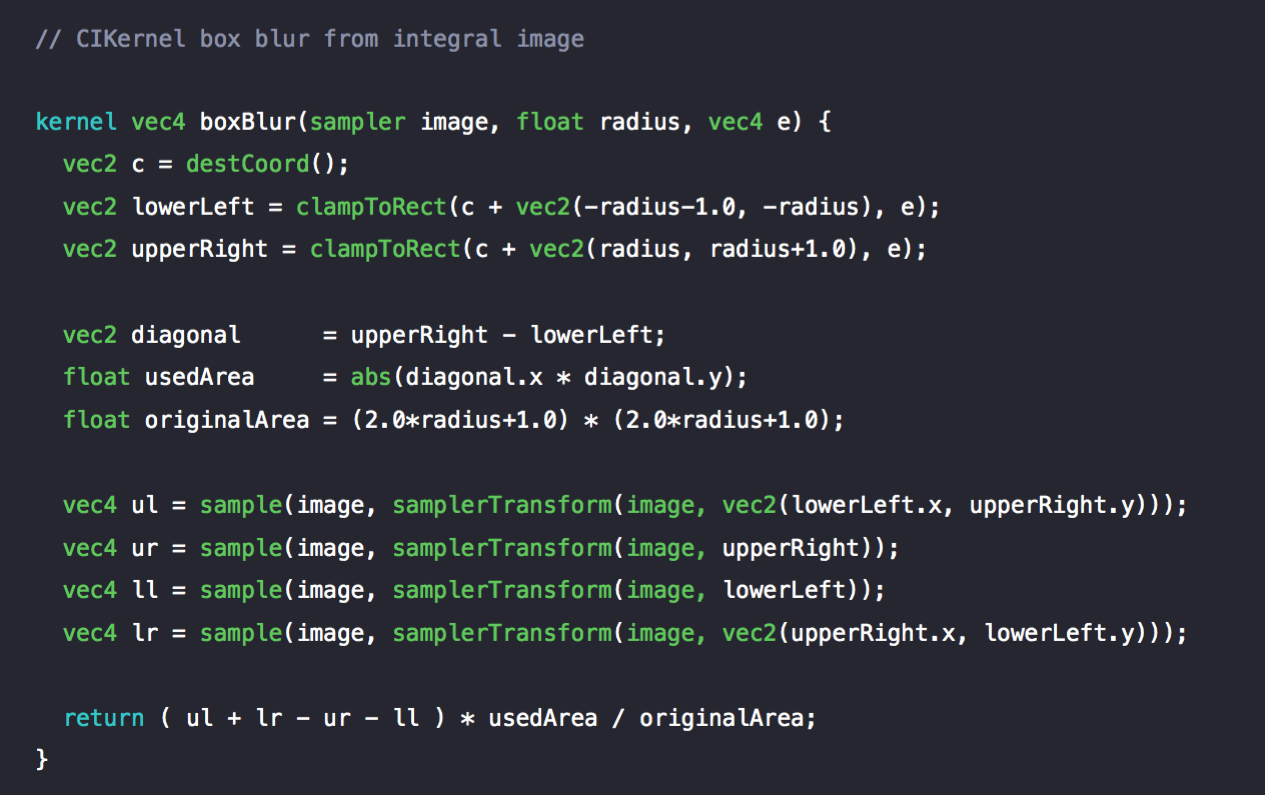 // CIKernel box blur from integral image
kernel vec4 boxBlur(sampler image, float radius, vec4 e) {
  vec2 c = destCoord();
  vec2 lowerLeft = clampToRect(c + vec2(-radius-1.0, -radius), e);
  vec2 upperRight = clampToRect(c + vec2(radius, radius+1.0), e);
  vec2 diagonal      = upperRight - lowerLeft;
  float usedArea     = abs(diagonal.x * diagonal.y);
  float originalArea = (2.0*radius+1.0) * (2.0*radius+1.0);
  vec4 ul = sample(image, samplerTransform(image, vec2(lowerLeft.x, upperRight.y)));
  vec4 ur = sample(image, samplerTransform(image, upperRight));
  vec4 ll = sample(image, samplerTransform(image, lowerLeft));
  vec4 lr = sample(image, samplerTransform(image, vec2(upperRight.x, lowerLeft.y)));
  return ( ul + lr - ur - ll ) * usedArea / originalArea;
}